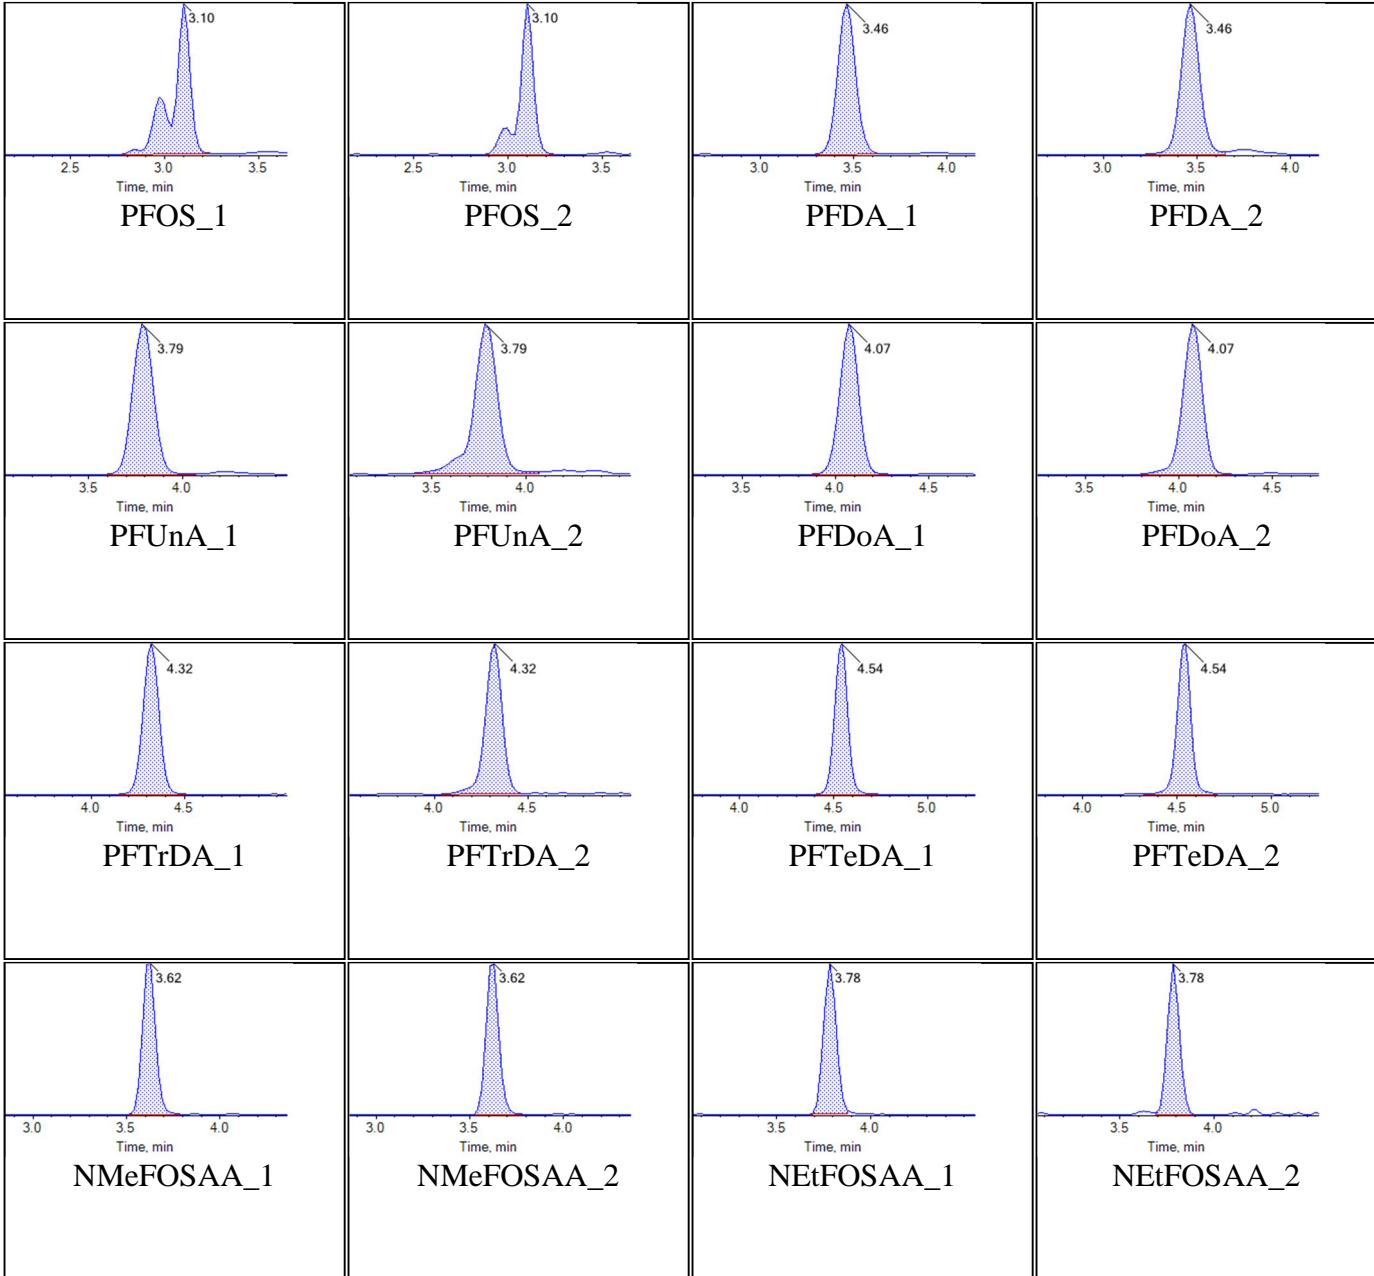 3.10
2.5 3.0 3.5
Time, min
PFOS_1
3.10
2.5 3.0 3.5
Time, min
PFOS_2
3.46
3.0 3.5 4.0
Time, min
PFDA_1
3.46
3.0 3.5 4.0
Time, min
PFDA_2
3.79
3.5 4.0
Time, min
PFUnA_1
3.79
3.5 4.0
Time, min
PFUnA_2
4.07
3.5 4.0 4.5
Time, min
PFDoA_1
4.07
3.5 4.0 4.5
Time, min
PFDoA_2
4.32
4.0 4.5
Time, min
PFTrDA_1
4.32
4.0 4.5
Time, min
PFTrDA_2
4.54
4.0 4.5 5.0
Time, min
PFTeDA_1
4.54
4.0 4.5 5.0
Time, min
PFTeDA_2
3.62
3.0 3.5 4.0
Time, min
NMeFOSAA_1
3.62
3.0 3.5 4.0
Time, min
NMeFOSAA_2
3.78
3.5 4.0
Time, min
NEtFOSAA_1
3.78
3.5 4.0
Time, min
NEtFOSAA_2